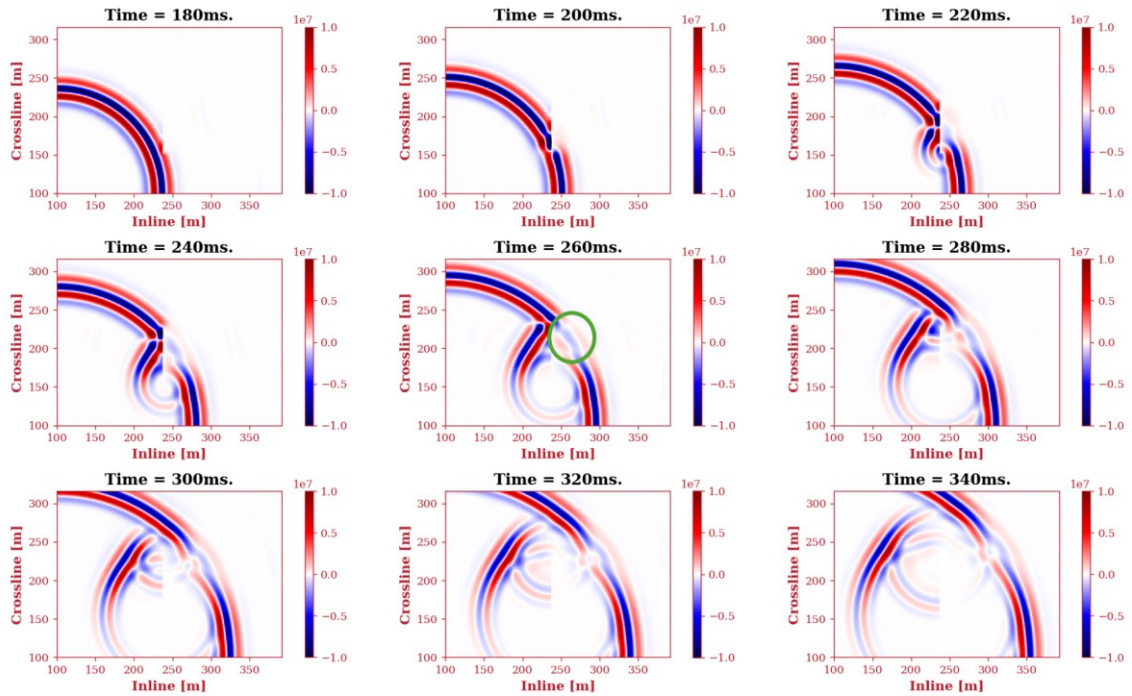 Time = 180ms. Time = 200ms. Time = 220ms.
1e7 1e7 1e7
300 1.0 300 1.0 300 1.0
250 0.5 250 0.5 250 0.5
200 0.0 200 0.0 200 0.0
150 −0.5 150 −0.5 150 −0.5
100 −1.0 100 −1.0 100 −1.0
Crossline [m] Crossline [m] Crossline [m]
100 150 200 250 300 350 100 150 200 250 300 350 100 150 200 250 300 350
Inline [m] Inline [m] Inline [m]
Time = 240ms. Time = 260ms. Time = 280ms.
1e7 1e7 1e7
300 1.0 300 1.0 300 1.0
250 0.5 250 0.5 250 0.5
200 0.0 200 0.0 200 0.0
150 −0.5 150 −0.5 150 −0.5
100 −1.0 100 −1.0 100 −1.0
Crossline [m] Crossline [m] Crossline [m]
100 150 200 250 300 350 100 150 200 250 300 350 100 150 200 250 300 350
Inline [m] Inline [m] Inline [m]
Time = 300ms. Time = 320ms. Time = 340ms.
1e7 1e7 1e7
300 1.0 300 1.0 300 1.0
250 0.5 250 0.5 250 0.5
200 0.0 200 0.0 200 0.0
150 −0.5 150 −0.5 150 −0.5
100 −1.0 100 −1.0 100 −1.0
Crossline [m] Crossline [m] Crossline [m]
100 150 200 250 300 350 100 150 200 250 300 350 100 150 200 250 300 350
Inline [m] Inline [m] Inline [m]